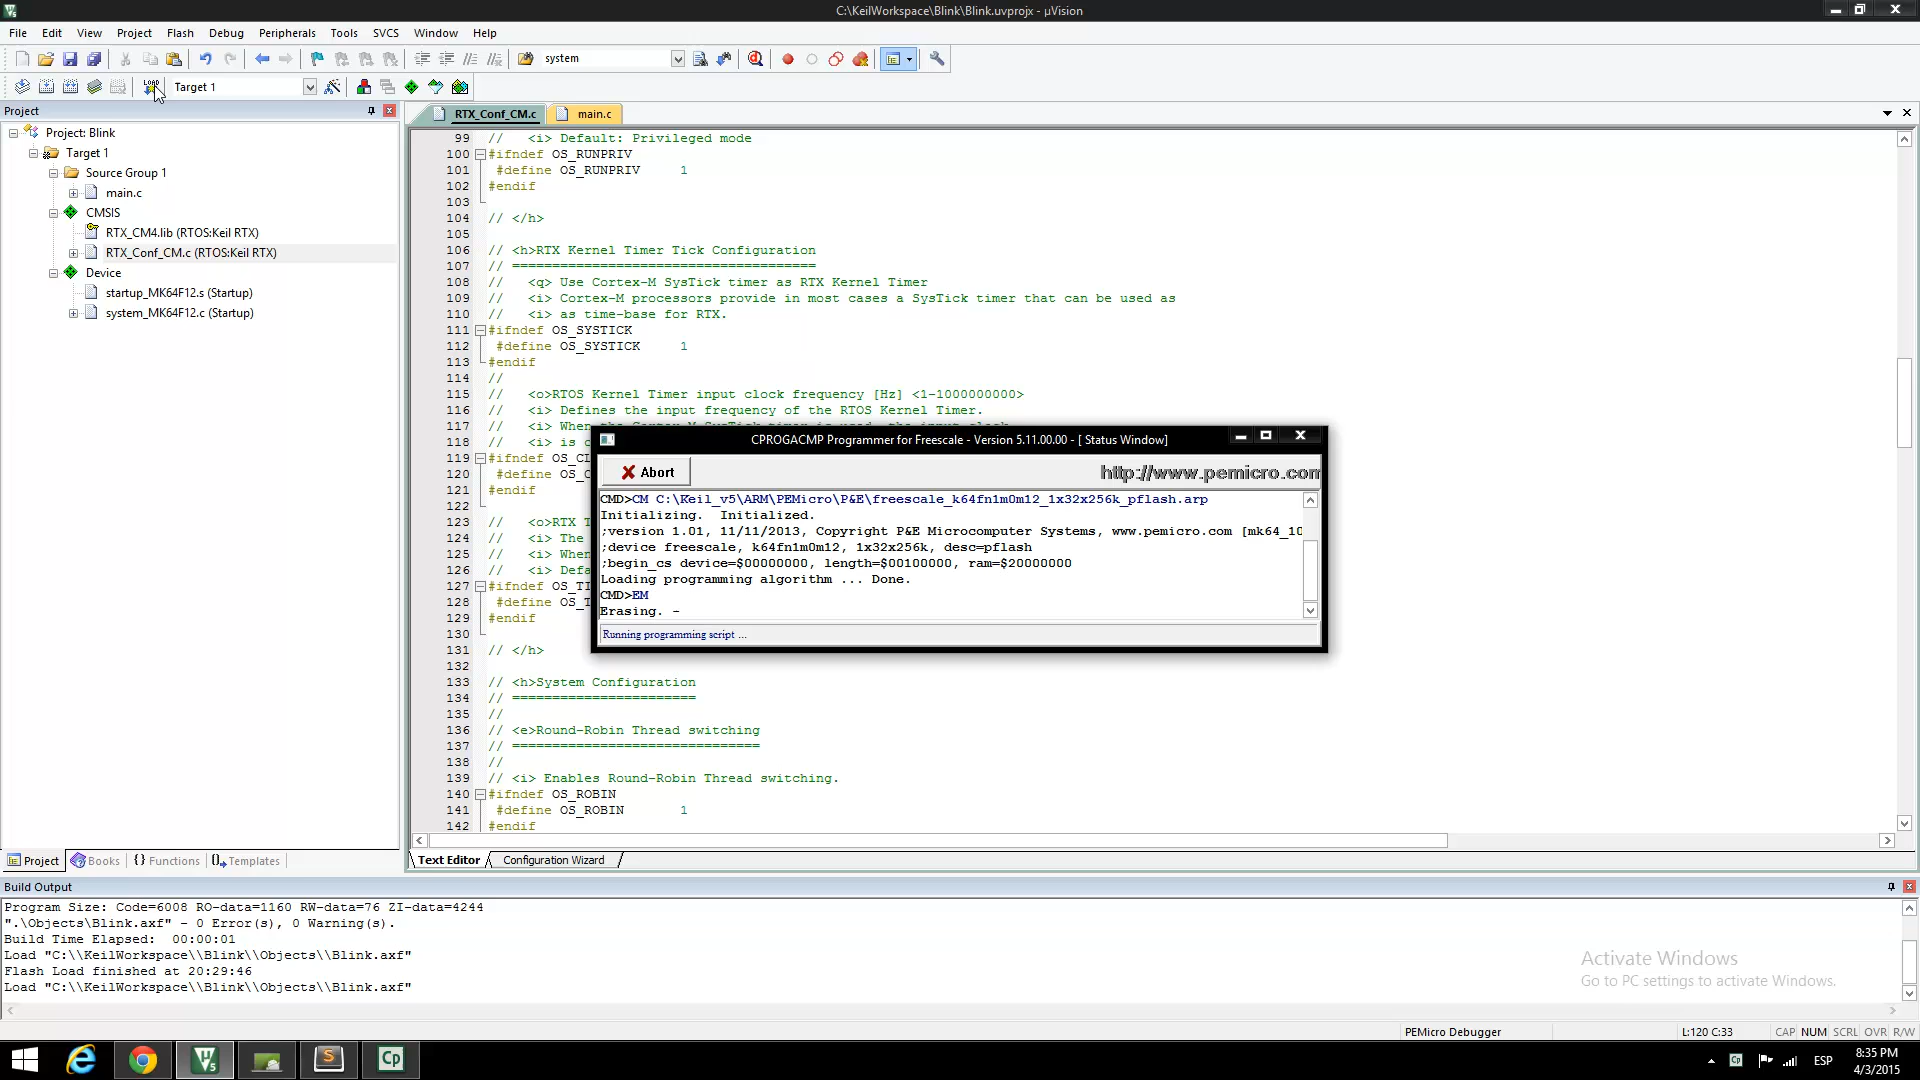 C:\KeilWorkspace\Blink\Blink.uvprojx - µVision
File Edit View Project Flash Debug Peripherals Tools SVCS Window Help
system
LOAD Target 1
Project
RTX_Conf_CM.c main.c
Project: Blink
Target 1
Source Group 1
main.c
CMSIS
RTX_CM4.lib (RTOS:Keil RTX)
RTX_Conf_CM.c (RTOS:Keil RTX)
Device
startup_MK64F12.s (Startup)
system_MK64F12.c (Startup)
99 // <i> Default: Privileged mode
100 #ifndef OS_RUNPRIV
101 #define OS_RUNPRIV 1
102 #endif
103
104 // </h>
105
106 // <h>RTX Kernel Timer Tick Configuration
107 // ======================================
108 // <q> Use Cortex-M SysTick timer as RTX Kernel Timer
109 // <i> Cortex-M processors provide in most cases a SysTick timer that can be used as
110 // <i> as time-base for RTX.
111 #ifndef OS_SYSTICK
112 #define OS_SYSTICK 1
113 #endif
114 //
115 // <o>RTOS Kernel Timer input clock frequency [Hz] <1-1000000000>
116 // <i> Defines the input frequency of the RTOS Kernel Timer.
117 // <i> When the Cortex-M SysTick timer is used, the input clock
118 // <i> is c
119 #ifndef OS_CL
120 #define OS_C
121 #endif
122
123 // <o>RTX T
124 // <i> The
125 // <i> When
126 // <i> Defa
127 #ifndef OS_TI
128 #define OS_T
129 #endif
130
131 // </h>
132
133 // <h>System Configuration
134 // =======================
135 //
136 // <e>Round-Robin Thread switching
137 // ===============================
138 //
139 // <i> Enables Round-Robin Thread switching.
140 #ifndef OS_ROBIN
141 #define OS_ROBIN 1
142 #endif
CPROGACMP Programmer for Freescale - Version 5.11.00.00 - [ Status Window]
Abort http://www.pemicro.com
CMD>CM C:\Keil_v5\ARM\PEMicro\P&E\freescale_k64fn1m0m12_1x32x256k_pflash.arp
Initializing. Initialized.
;version 1.01, 11/11/2013, Copyright P&E Microcomputer Systems, www.pemicro.com [mk64_10
;device freescale, k64fn1m0m12, 1x32x256k, desc=pflash
;begin_cs device=$00000000, length=$00100000, ram=$20000000
Loading programming algorithm ... Done.
CMD>EM
Erasing. -
Running programming script ...
Project Books {} Functions Templates
Text Editor Configuration Wizard
Build Output
Program Size: Code=6008 RO-data=1160 RW-data=76 ZI-data=4244
".\Objects\Blink.axf" - 0 Error(s), 0 Warning(s).
Build Time Elapsed: 00:00:01
Load "C:\\KeilWorkspace\\Blink\\Objects\\Blink.axf"
Flash Load finished at 20:29:46
Load "C:\\KeilWorkspace\\Blink\\Objects\\Blink.axf"
Activate Windows
Go to PC settings to activate Windows.
PEMicro Debugger L:120 C:33 CAP NUM SCRL OVR R/W
ESP
8:35 PM
4/3/2015